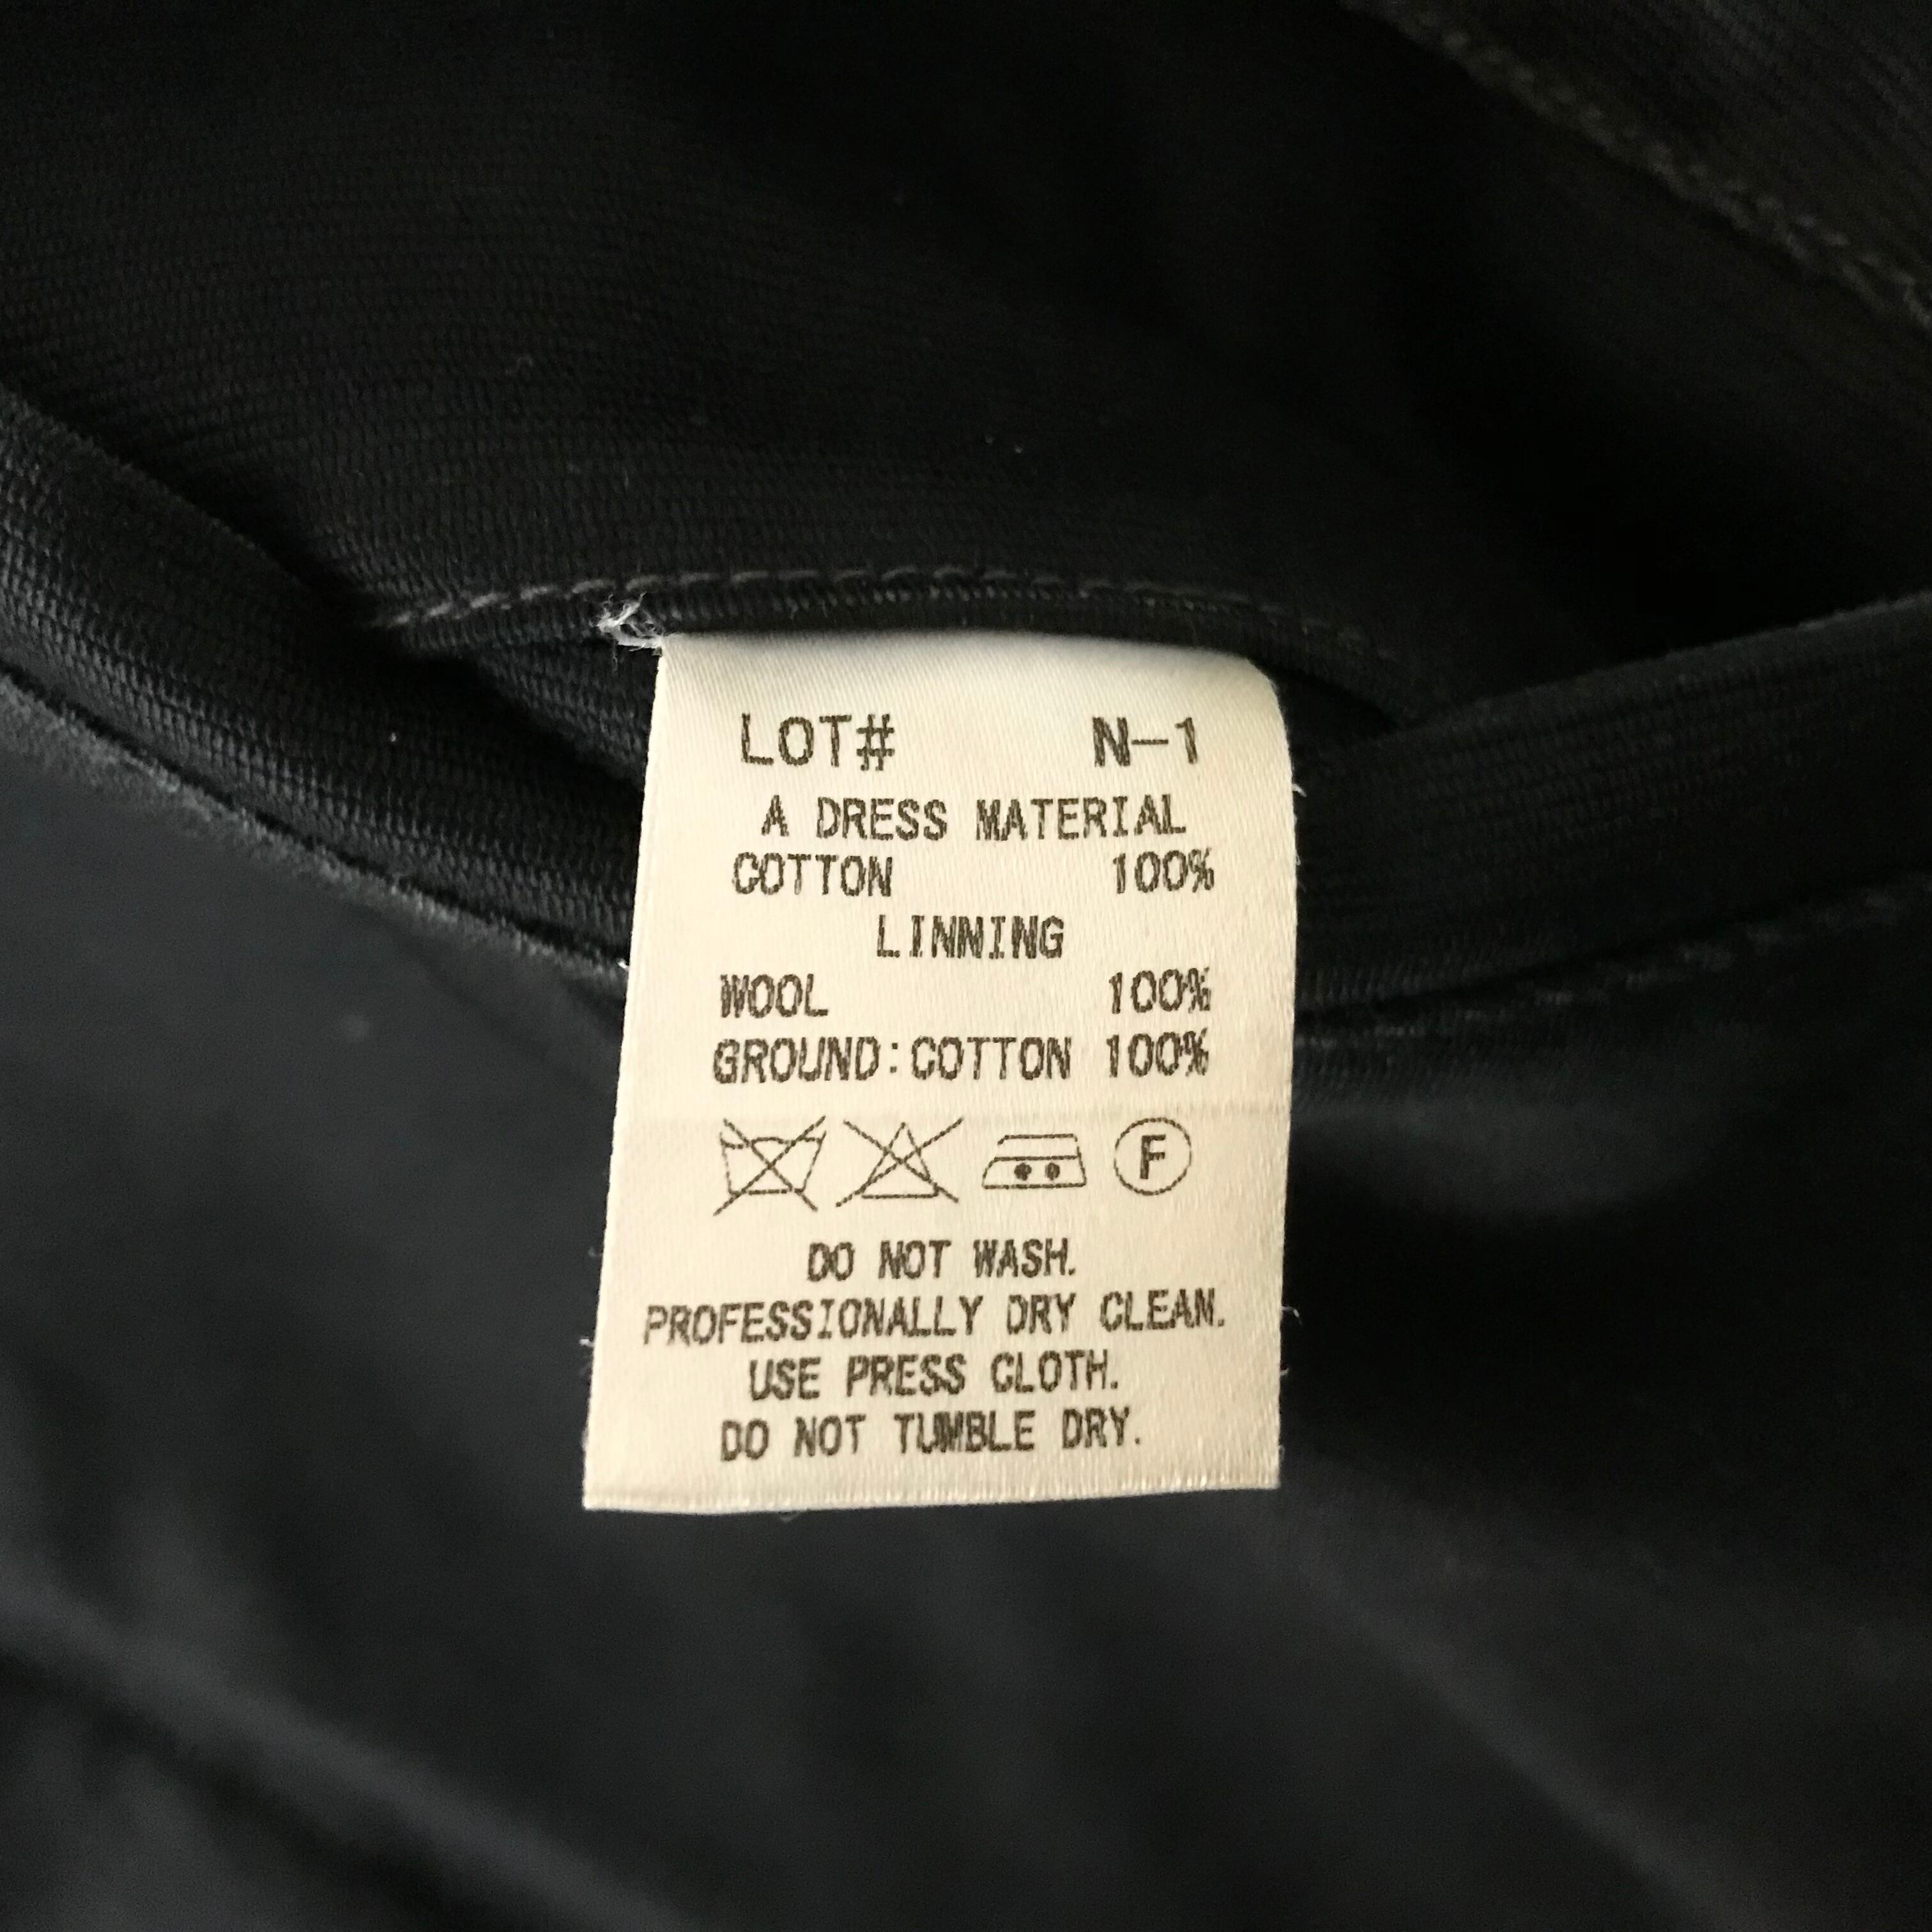 LOT# N-1
A DRESS MATERIAL
COTTON 100%
LINNING
WOOL 100%
GROUND:COTTON 100%
F
DO NOT WASH.
PROFESSIONALLY DRY CLEAN.
USE PRESS CLOTH.
DO NOT TUMBLE DRY.